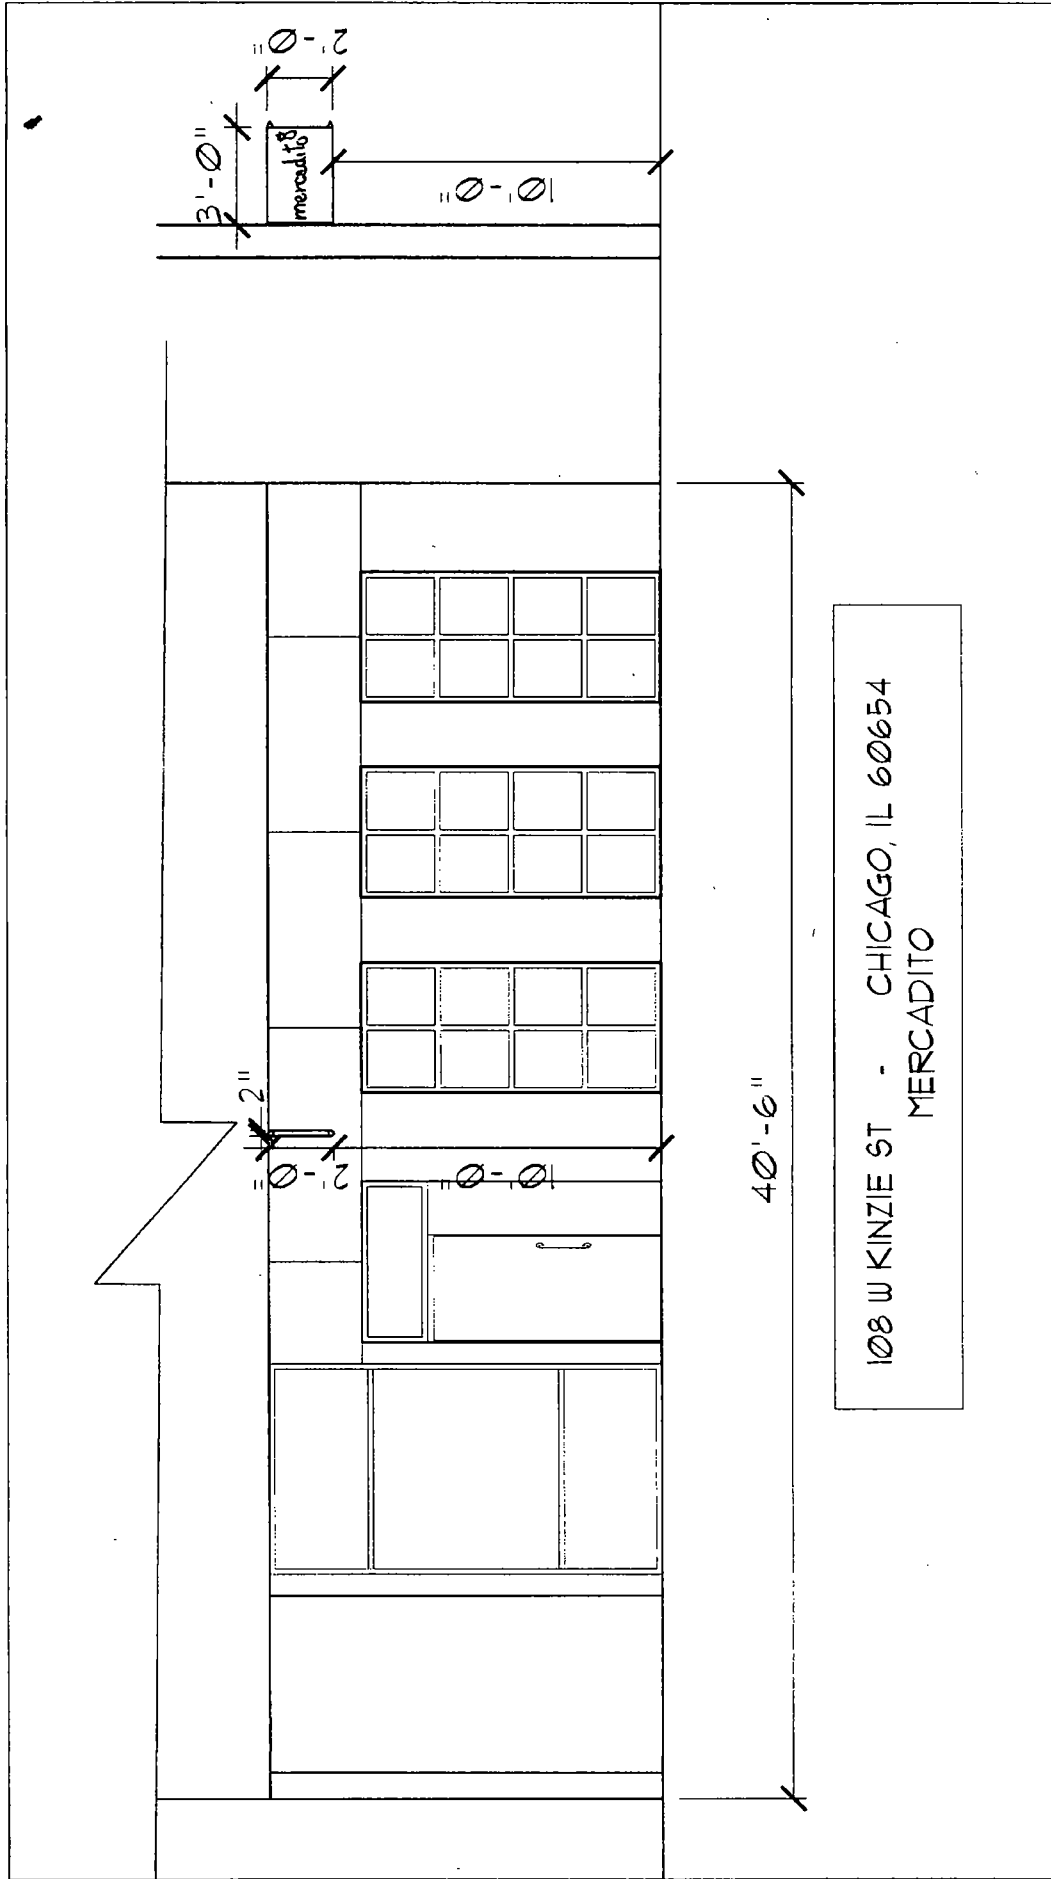 2'-0"
3'-0"
mercadito
10'-0"
2"
2'-0"
10'-0"
40'-6"
108 W KINZIE ST - CHICAGO, IL 60654
MERCADITO